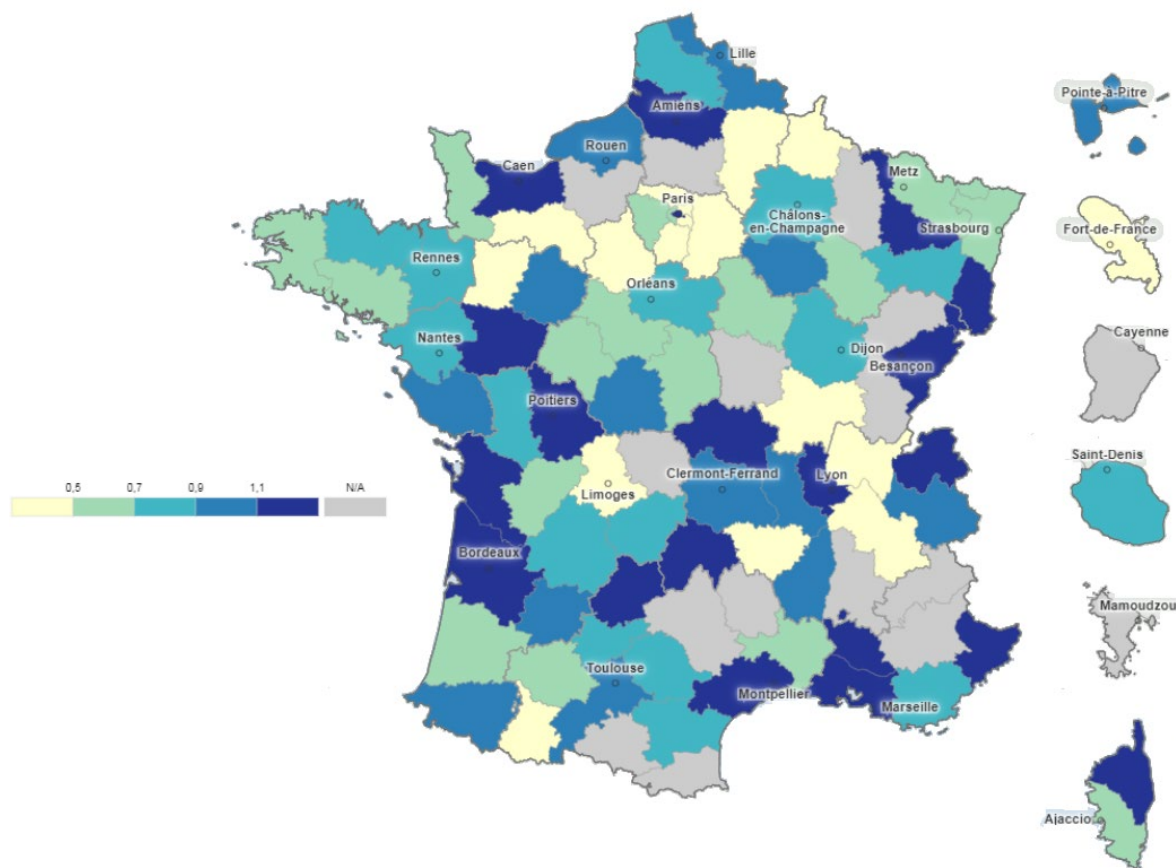 Lille
Pointe-à-Pitre
Amiens
Rouen
Caen
Metz
Paris
Châlons-
en-Champagne
Strasbourg
Fort-de-France
Rennes
Orléans
Nantes
Dijon
Cayenne
Besançon
Poitiers
Saint-Denis
Clermont-Ferrand
Lyon
0,5 0,7 0,9 1,1 N/A
Limoges
Bordeaux
Mamoudzou
Toulouse
Montpellier
Marseille
Ajaccio